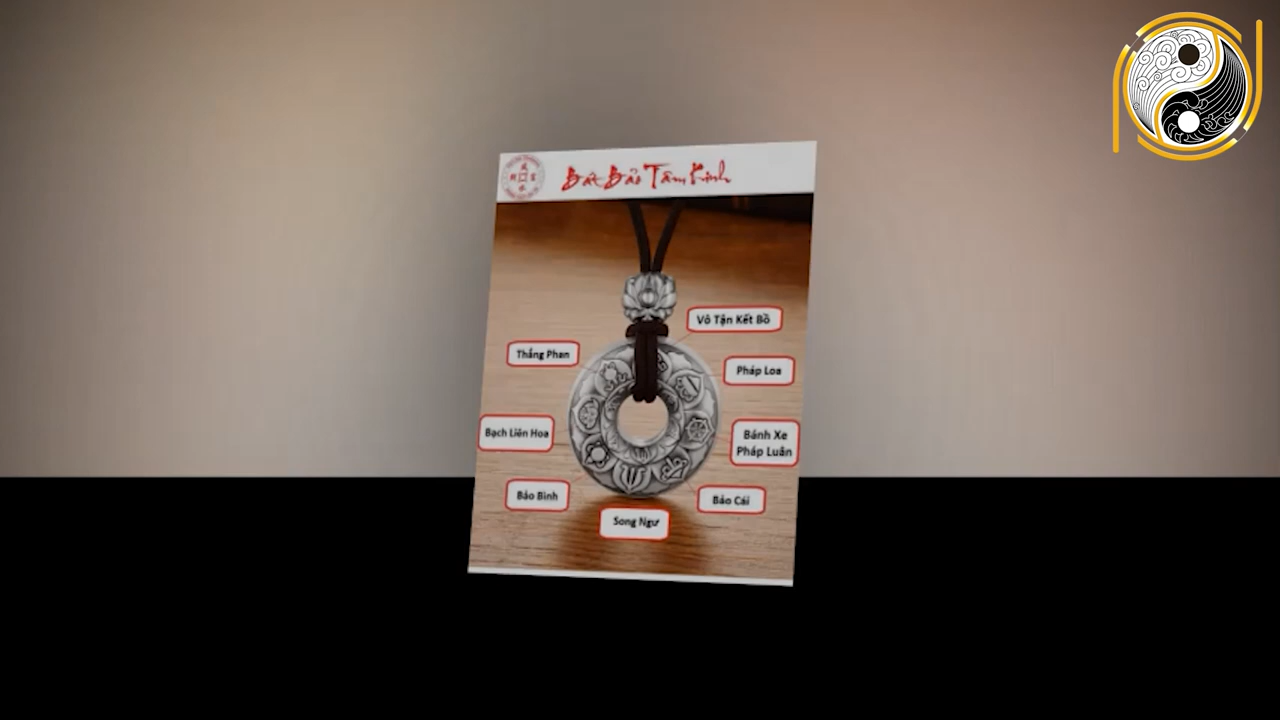 Bát Bảo Tâm Kinh
Vô Tận Kết Bồ
Thắng Phan
Pháp Loa
Bạch Liên Hoa
Bánh Xe
Pháp Luân
Bảo Bình
Bảo Cái
Song Ngư